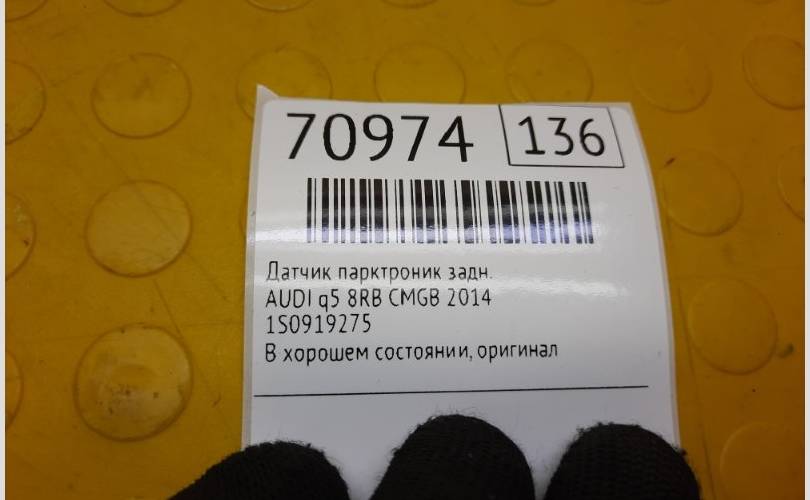 70974 136
Датчик парктроник задн.
AUDI q5 8RB CMGB 2014
1S0919275
В хорошем состоянии, оригинал